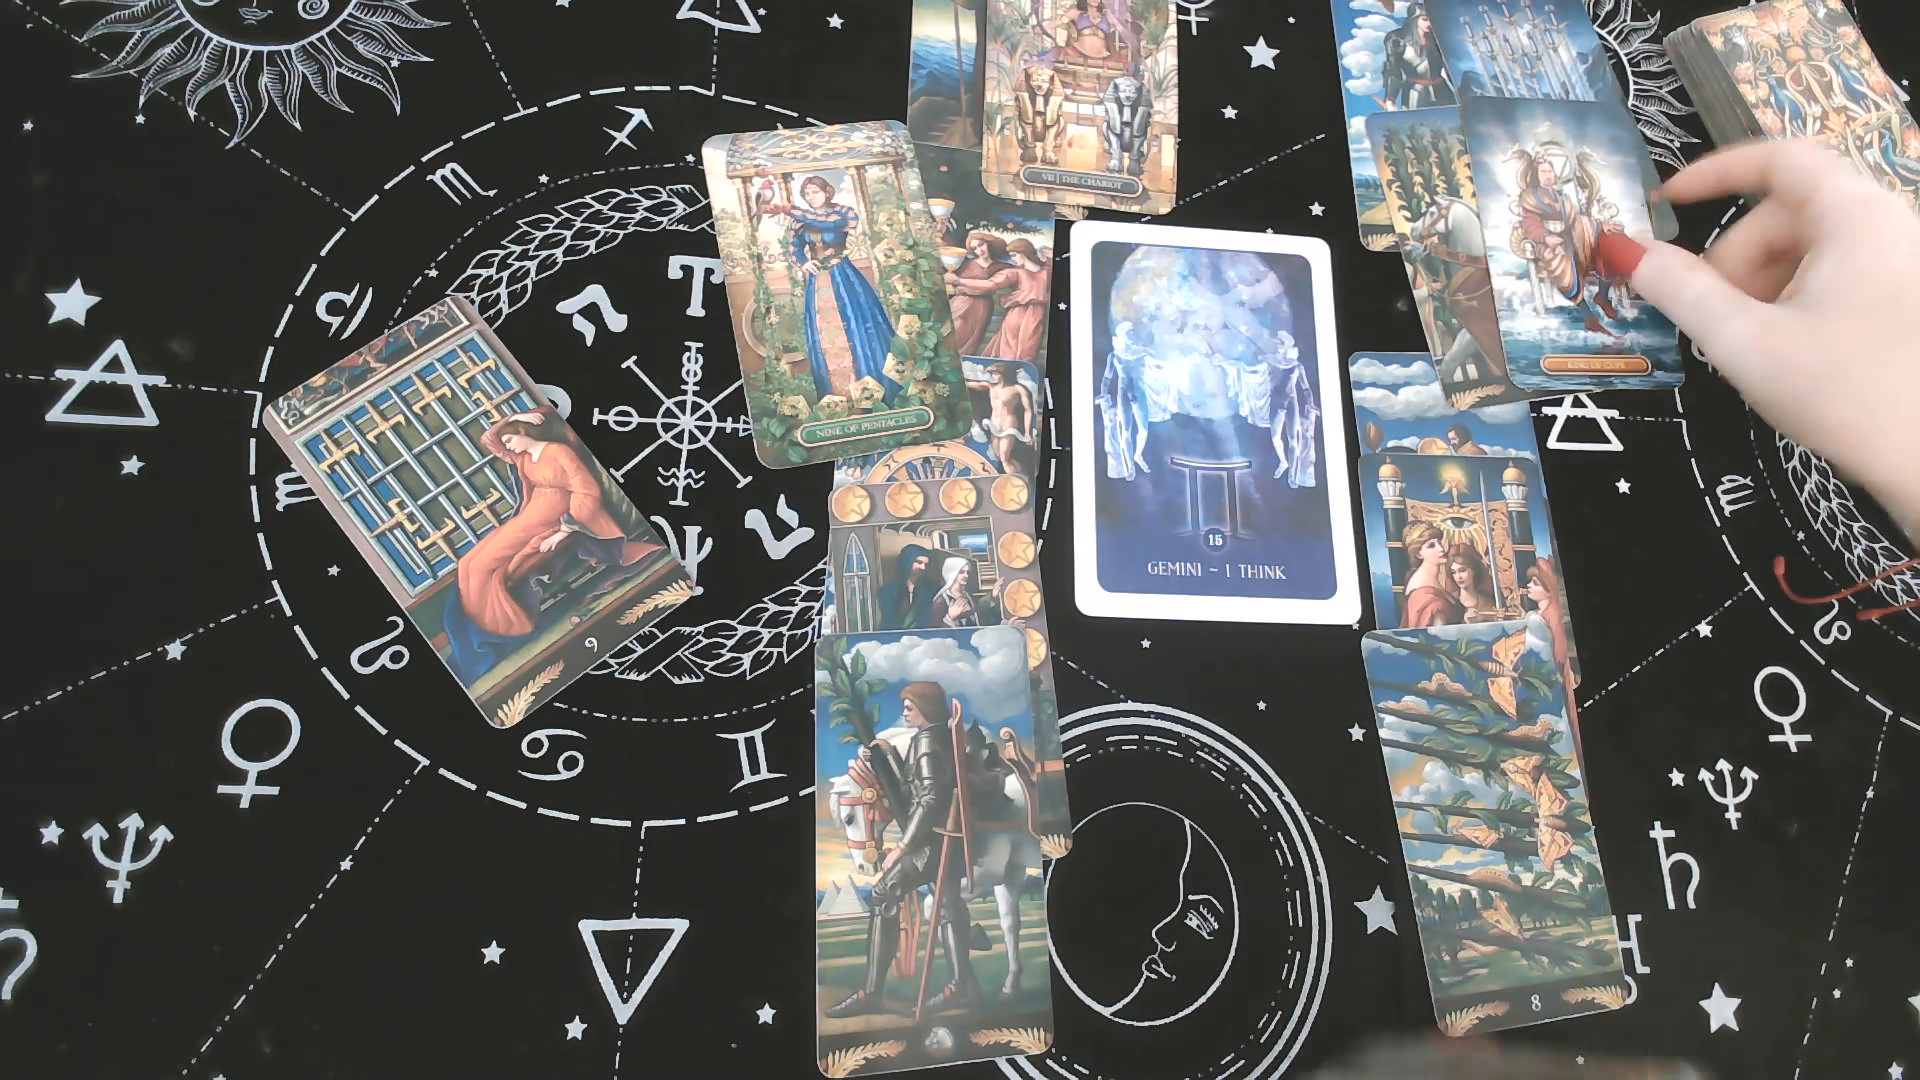 VII | THE CHARIOT
KING OF CUPS
NINE OF PENTACLES
15
GEMINI ~ I THINK
9
8